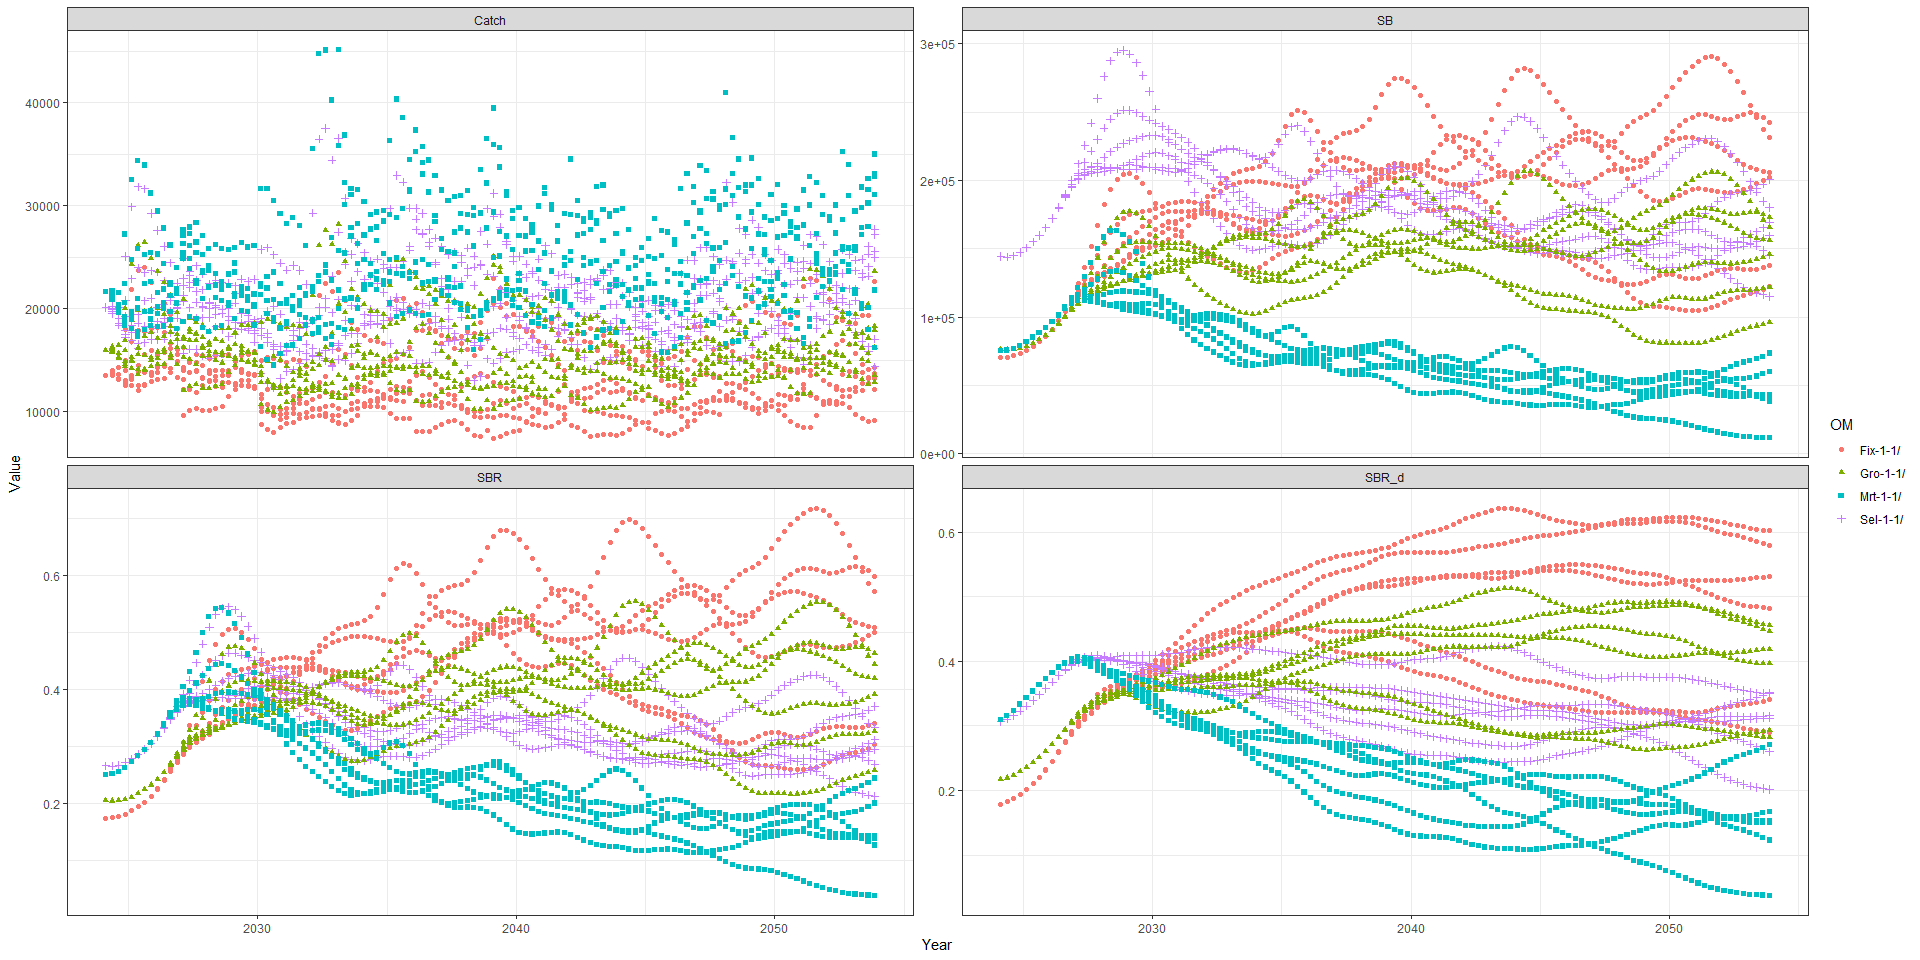 Catch
SB
40000
30000
20000
10000
3e+05
2e+05
1e+05
0e+00
SBR
SBR_d
0.6
0.4
0.2
0.6
0.4
0.2
2030
2040
2050
2030
2040
2050
Value
Year
OM
Fix-1-1/
Gro-1-1/
Mrt-1-1/
Sel-1-1/